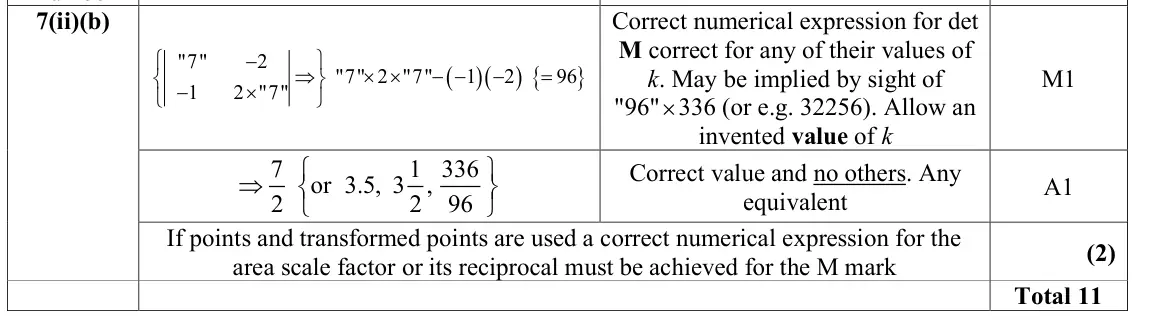 7(ii)(b)
{| "7" −2 |
| −1 2×"7" | ⇒} "7"×2×"7"−(−1)(−2) {=96}
Correct numerical expression for det
M correct for any of their values of
k. May be implied by sight of
"96"×336 (or e.g. 32256). Allow an
invented value of k
M1
⇒ 7/2 {or 3.5, 3 1/2, 336/96}
Correct value and no others. Any
equivalent
A1
If points and transformed points are used a correct numerical expression for the
area scale factor or its reciprocal must be achieved for the M mark
(2)
Total 11